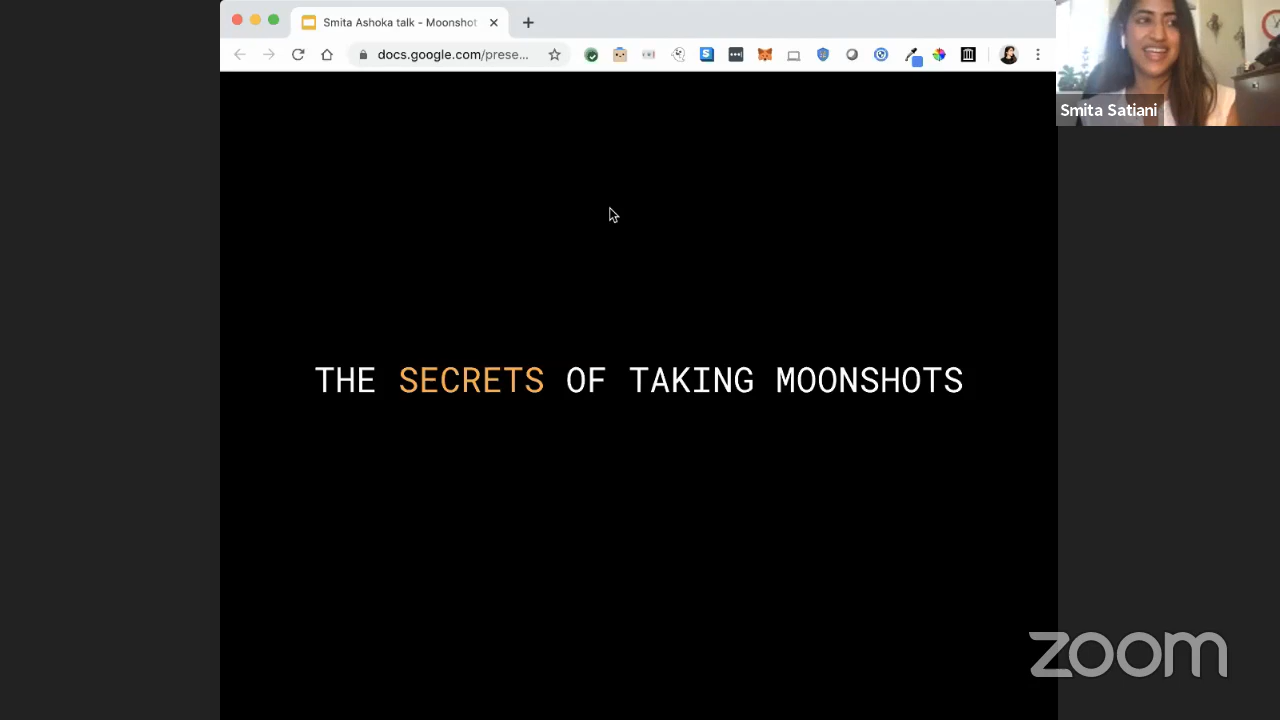 Smita Ashoka talk - Moonshot
docs.google.com/prese...
Smita Satiani
THE SECRETS OF TAKING MOONSHOTS
zoom